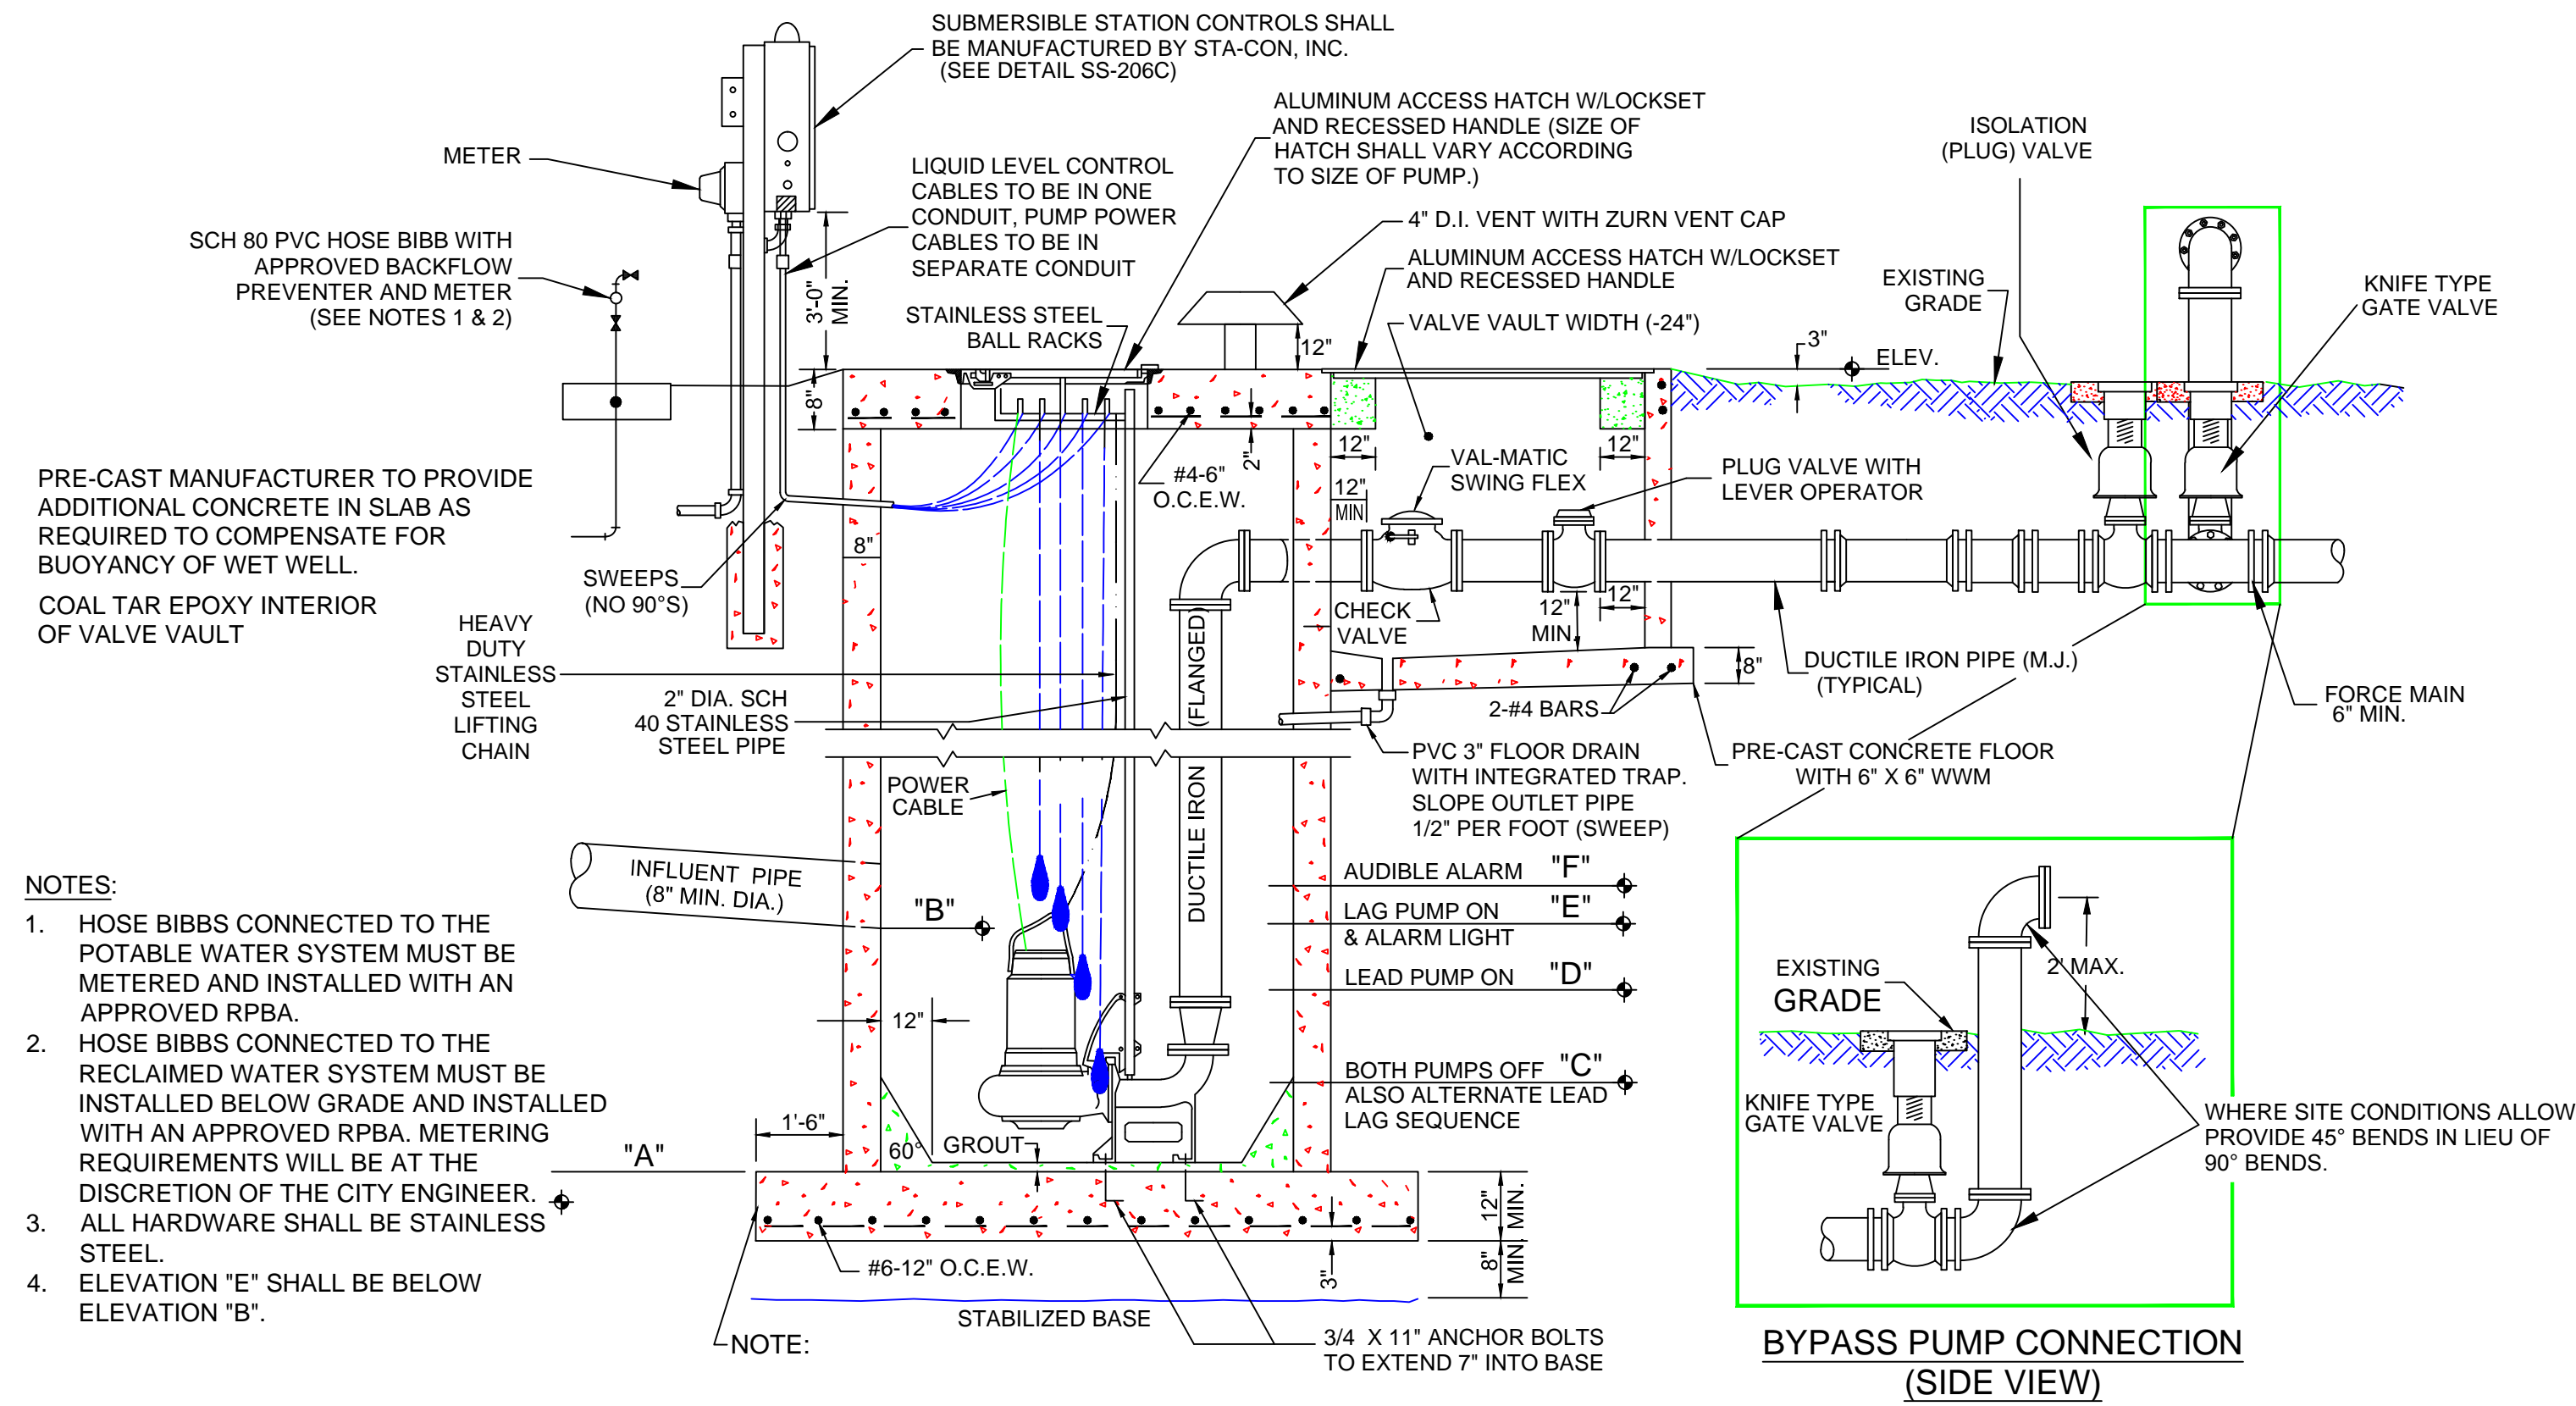 SUBMERSIBLE STATION CONTROLS SHALL
BE MANUFACTURED BY STA-CON, INC.
(SEE DETAIL SS-206C)
METER
SCH 80 PVC HOSE BIBB WITH
APPROVED BACKFLOW
PREVENTER AND METER
(SEE NOTES 1 & 2)
LIQUID LEVEL CONTROL
CABLES TO BE IN ONE
CONDUIT, PUMP POWER
CABLES TO BE IN
SEPARATE CONDUIT
3'-0"
MIN.
STAINLESS STEEL
BALL RACKS
ALUMINUM ACCESS HATCH W/LOCKSET
AND RECESSED HANDLE (SIZE OF
HATCH SHALL VARY ACCORDING
TO SIZE OF PUMP.)
4" D.I. VENT WITH ZURN VENT CAP
ALUMINUM ACCESS HATCH W/LOCKSET
AND RECESSED HANDLE
VALVE VAULT WIDTH (-24")
12"
ISOLATION
(PLUG) VALVE
EXISTING
GRADE
KNIFE TYPE
GATE VALVE
3"
ELEV.
8"
2"
#4-6"
O.C.E.W.
12"
12"
12"
MIN
VAL-MATIC
SWING FLEX
PLUG VALVE WITH
LEVER OPERATOR
PRE-CAST MANUFACTURER TO PROVIDE
ADDITIONAL CONCRETE IN SLAB AS
REQUIRED TO COMPENSATE FOR
BUOYANCY OF WET WELL.
COAL TAR EPOXY INTERIOR
OF VALVE VAULT
SWEEPS
(NO 90°S)
8"
HEAVY
DUTY
STAINLESS
STEEL
LIFTING
CHAIN
2" DIA. SCH
40 STAINLESS
STEEL PIPE
CHECK
VALVE
12"
MIN.
12"
8"
2-#4 BARS
DUCTILE IRON PIPE (M.J.)
(TYPICAL)
FORCE MAIN
6" MIN.
PVC 3" FLOOR DRAIN
WITH INTEGRATED TRAP.
SLOPE OUTLET PIPE
1/2" PER FOOT (SWEEP)
PRE-CAST CONCRETE FLOOR
WITH 6" X 6" WWM
POWER
CABLE
DUCTILE IRON (FLANGED)
INFLUENT PIPE
(8" MIN. DIA.)
"B"
AUDIBLE ALARM "F"
LAG PUMP ON "E"
& ALARM LIGHT
LEAD PUMP ON "D"
BOTH PUMPS OFF "C"
ALSO ALTERNATE LEAD
LAG SEQUENCE
12"
1'-6"
60°
GROUT
"A"
12"
MIN.
8"
MIN.
3"
#6-12" O.C.E.W.
STABILIZED BASE
NOTE:
3/4 X 11" ANCHOR BOLTS
TO EXTEND 7" INTO BASE
NOTES:
1. HOSE BIBBS CONNECTED TO THE
POTABLE WATER SYSTEM MUST BE
METERED AND INSTALLED WITH AN
APPROVED RPBA.
2. HOSE BIBBS CONNECTED TO THE
RECLAIMED WATER SYSTEM MUST BE
INSTALLED BELOW GRADE AND INSTALLED
WITH AN APPROVED RPBA. METERING
REQUIREMENTS WILL BE AT THE
DISCRETION OF THE CITY ENGINEER.
3. ALL HARDWARE SHALL BE STAINLESS
STEEL.
4. ELEVATION "E" SHALL BE BELOW
ELEVATION "B".
EXISTING
GRADE
2' MAX.
KNIFE TYPE
GATE VALVE
WHERE SITE CONDITIONS ALLOW
PROVIDE 45° BENDS IN LIEU OF
90° BENDS.
BYPASS PUMP CONNECTION
(SIDE VIEW)